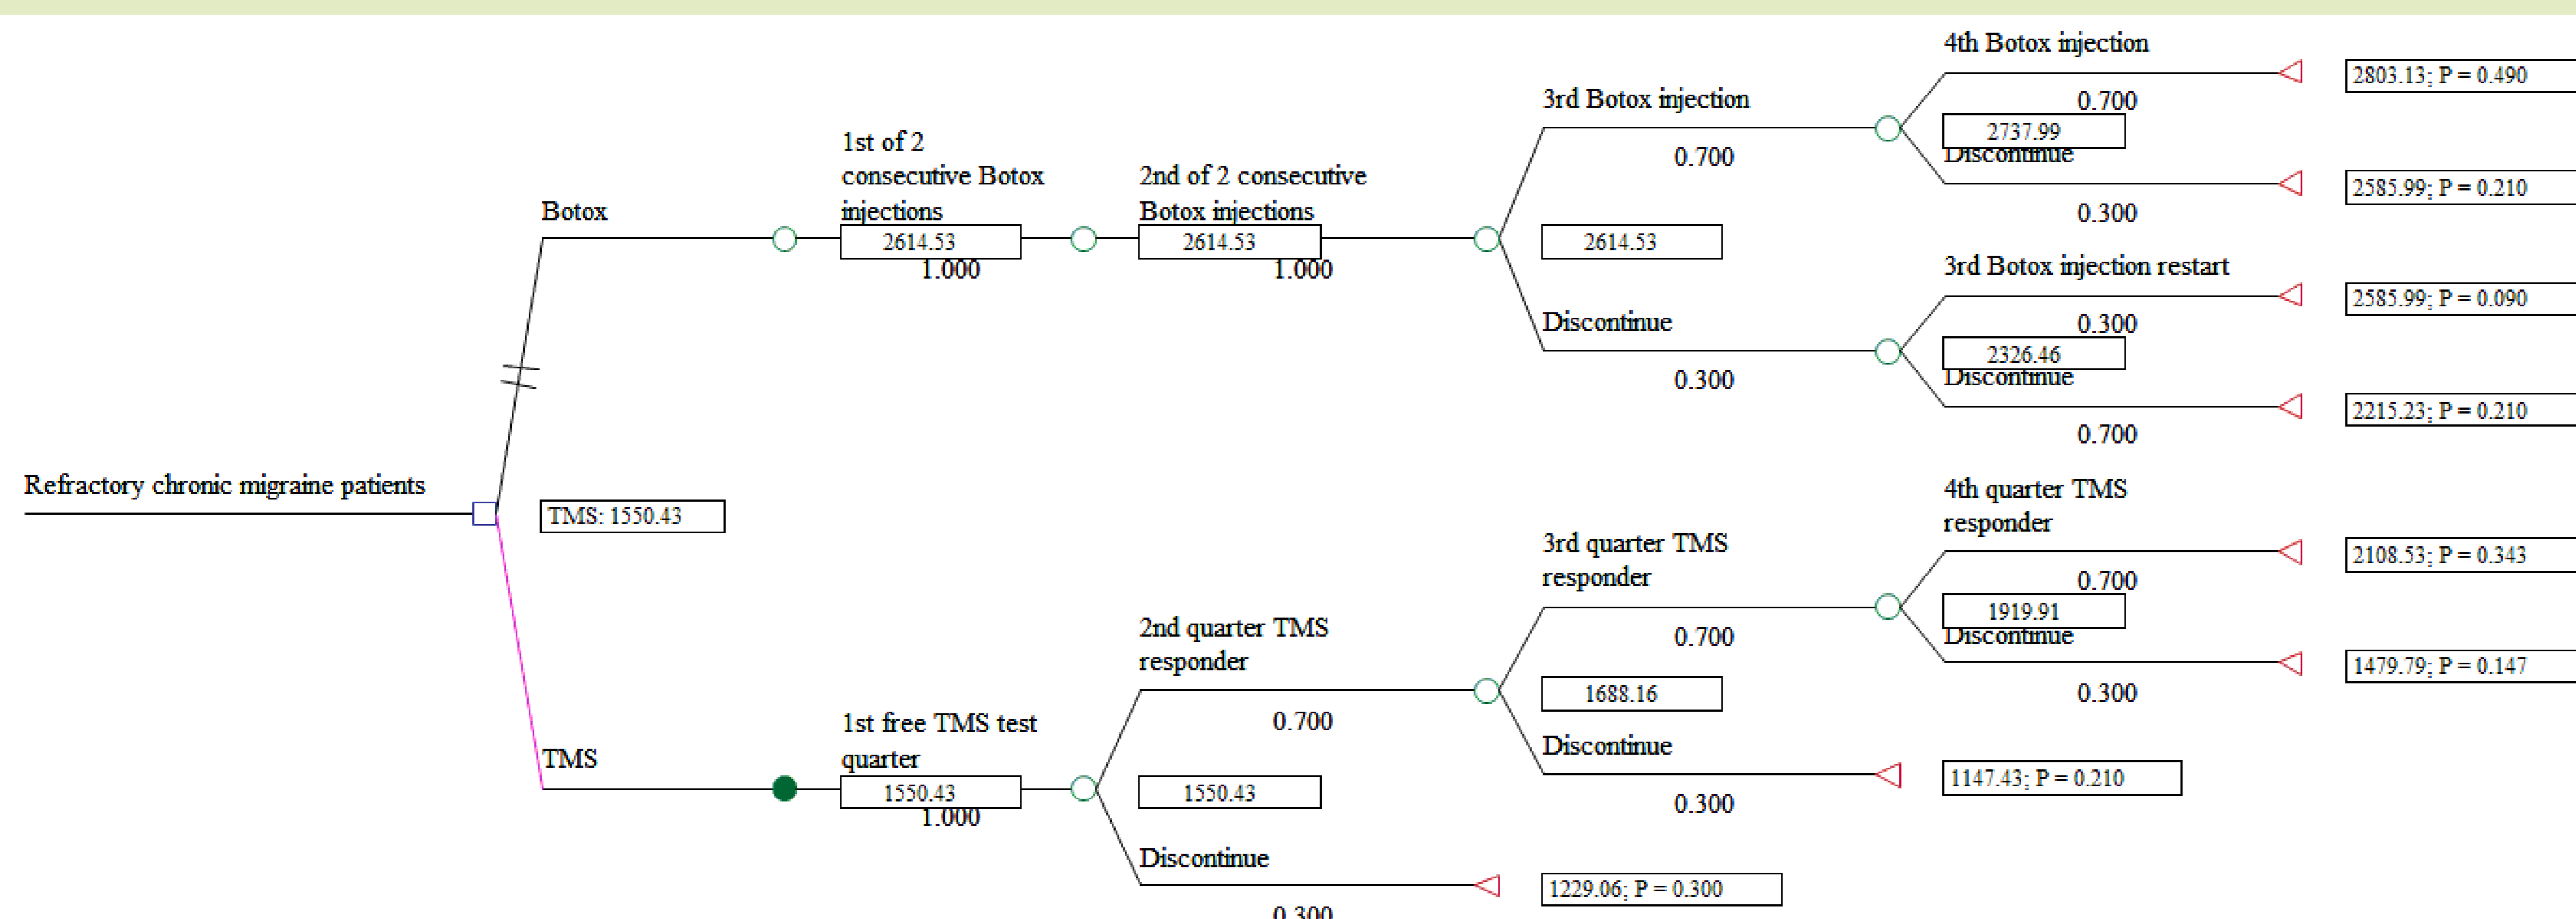 4th Botox injection
2803.13; P = 0.490
0.700
3rd Botox injection
2737.99
Discontinue
0.700
2585.99; P = 0.210
0.300
1st of 2
consecutive Botox
injections
2nd of 2 consecutive
Botox injections
Botox
2614.53
2614.53
2614.53
1.000
1.000
3rd Botox injection restart
2585.99; P = 0.090
0.300
Discontinue
2326.46
Discontinue
0.300
2215.23; P = 0.210
0.700
Refractory chronic migraine patients
TMS: 1550.43
4th quarter TMS
responder
2108.53; P = 0.343
0.700
3rd quarter TMS
responder
1919.91
Discontinue
0.700
1479.79; P = 0.147
0.300
2nd quarter TMS
responder
1688.16
0.700
Discontinue
1147.43; P = 0.210
0.300
1st free TMS test
quarter
TMS
1550.43
1550.43
1.000
Discontinue
1229.06; P = 0.300
0.300